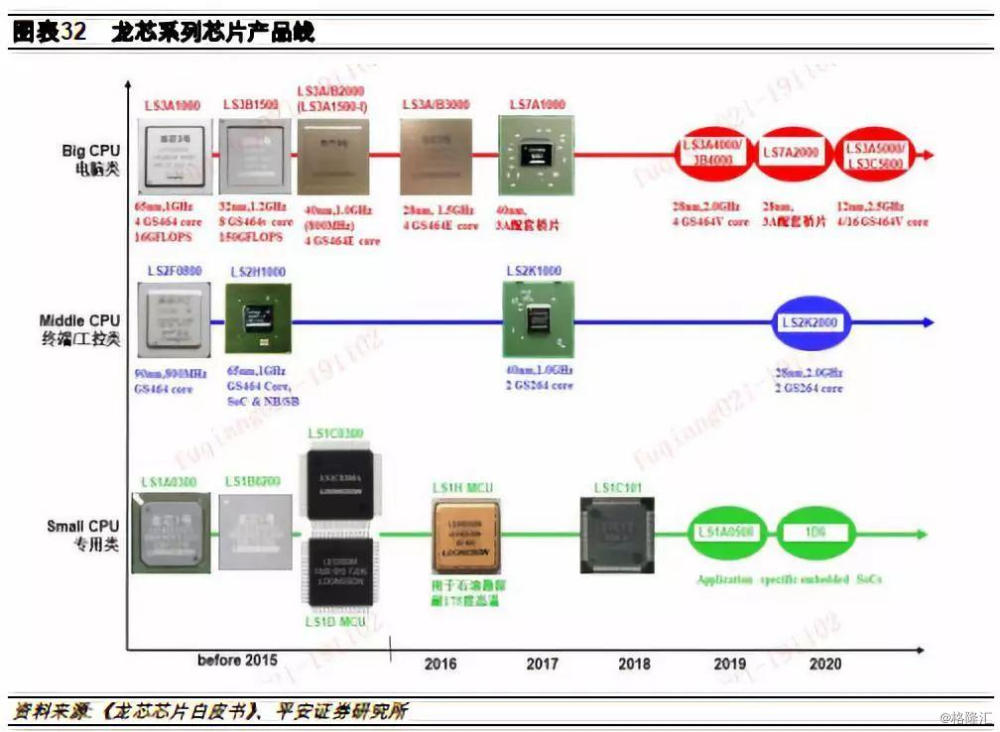 图表32 龙芯系列芯片产品线
LS3A1000
LS3B1500
LS3A/B2000
(LS3A1500-I)
LS3A/B3000
LS7A1000
Big CPU
电脑类
LS3A4000/
3B4000
LS7A2000
LS3A5000/
LS3C5000
65nm,1GHz
4 GS464 core
16GFLOPS
32nm,1.2GHz
8 GS464v core
150GFLOPS
40nm,1.0GHz
(800MHz)
4 GS464E core
28nm, 1.5GHz
4 GS464E core
40nm,
3A配套桥片
28nm,2.0GHz
4 GS464V core
28nm,
3A配套桥片
12nm,2.5GHz
4/16 GS464V core
LS2F0800
LS2H1000
LS2K1000
Middle CPU
终端/工控类
LS2K2000
90nm,800MHz
GS464 core
65nm,1GHz
GS464 Core,
SoC & NB/SB
40nm,1.0GHz
2 GS264 core
28nm,2.0GHz
2 GS264 core
LS1C0300
LS1A0300
LS1B0200
LS1H MCU
LS1C101
Small CPU
专用类
LS1A0500
LS1D MCU
耐175度高温
Application specific embedded SoCs
before 2015
2016
2017
2018
2019
2020
fuqiang021-191102
资料来源:《龙芯芯片白皮书》、平安证券研究所
@格隆汇